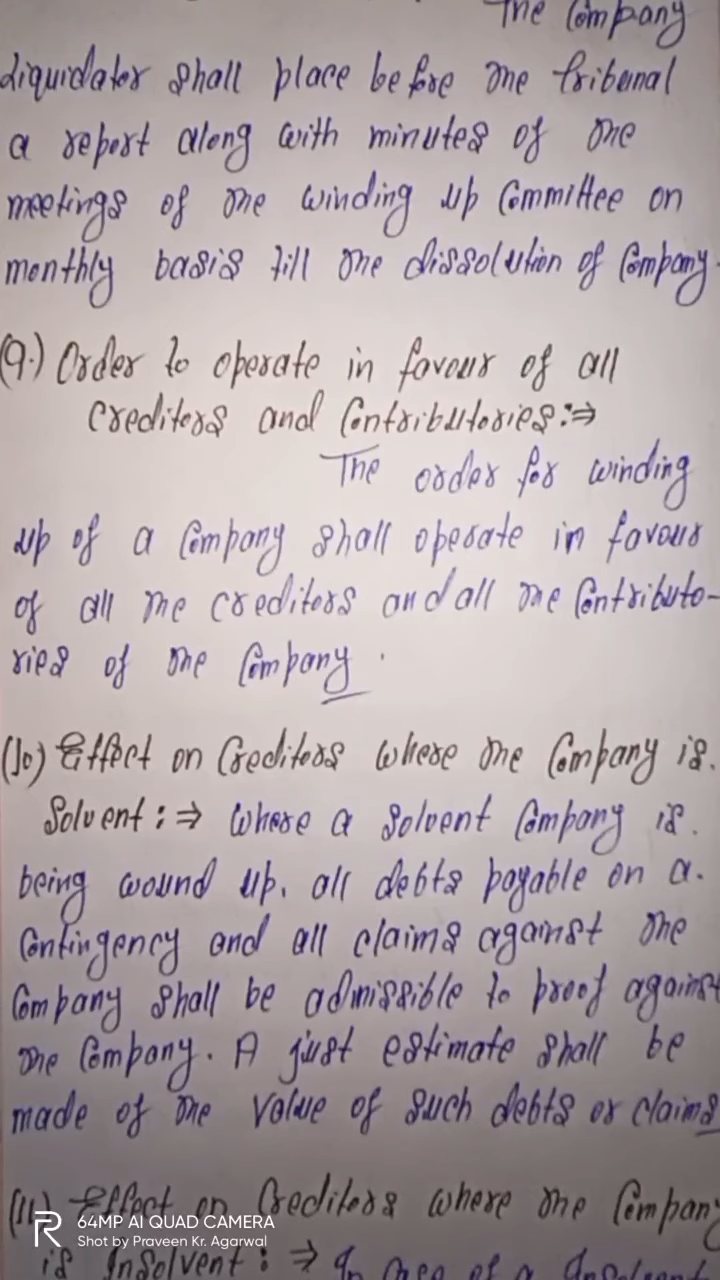 The Company
Liquidator shall place before the tribunal
a report along with minutes of the
meetings of the winding up Committee on
monthly basis till the dissolution of Company.
(9.) Order to operate in favour of all
Creditors and Contributories :⇒
The order for winding
up of a Company shall operate in favour
of all the creditors and all the Contributo-
ries of the Company.
(10) Effect on Creditors where the Company is.
Solvent : ⇒ where a solvent Company is.
being wound up. all debts payable on a.
Contingency and all claims against the
Company shall be admissible to proof against
the Company. A just estimate shall be
made of the value of such debts or claims
(11) Effect on Creditors where the Company
is Insolvent : ⇒ In case of a Insolvent
64MP AI QUAD CAMERA
Shot by Praveen Kr. Agarwal